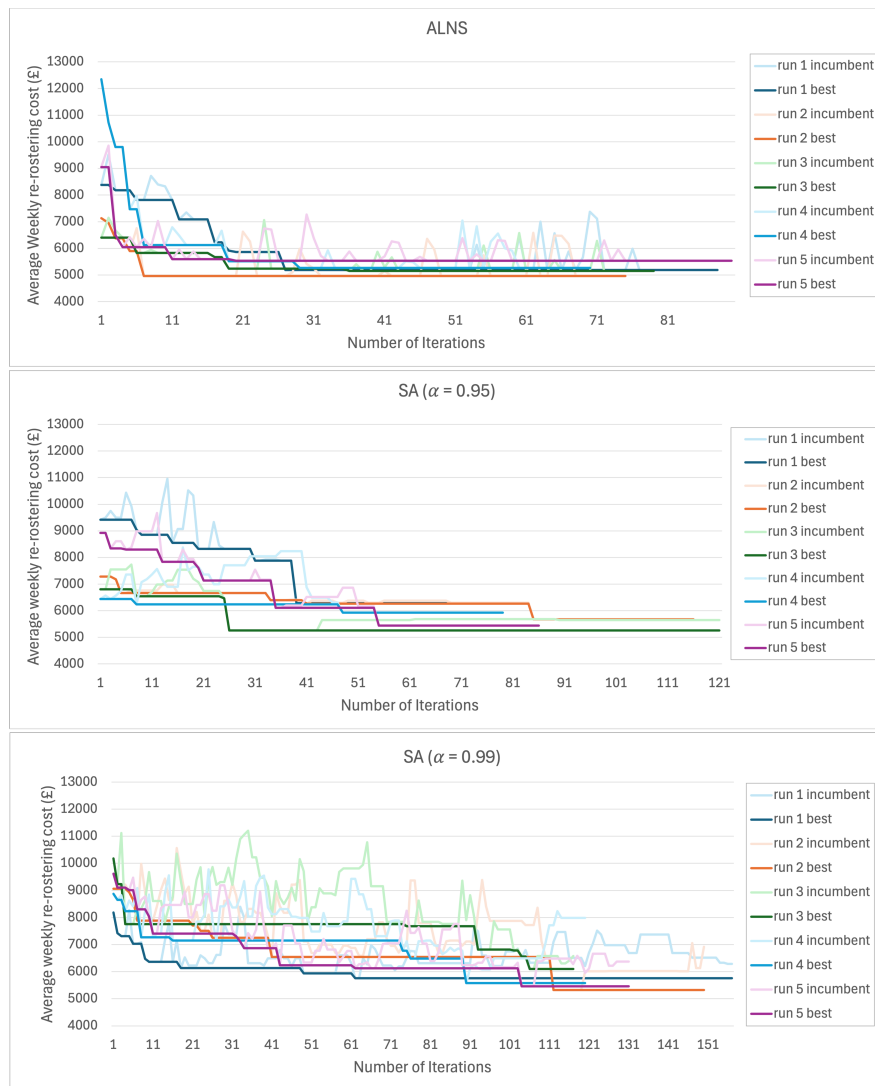 ALNS
Average Weekly re-rostering cost (£)
13000
12000
11000
10000
9000
8000
7000
6000
5000
4000
1 11 21 31 41 51 61 71 81
Number of Iterations
run 1 incumbent
run 1 best
run 2 incumbent
run 2 best
run 3 incumbent
run 3 best
run 4 incumbent
run 4 best
run 5 incumbent
run 5 best
SA (α = 0.95)
Average weekly re-rostering cost (£)
13000
12000
11000
10000
9000
8000
7000
6000
5000
4000
1 11 21 31 41 51 61 71 81 91 101 111 121
Number of Iterations
run 1 incumbent
run 1 best
run 2 incumbent
run 2 best
run 3 incumbent
run 3 best
run 4 incumbent
run 4 best
run 5 incumbent
run 5 best
SA (α = 0.99)
Average weekly re-rostering cost (£)
13000
12000
11000
10000
9000
8000
7000
6000
5000
4000
1 11 21 31 41 51 61 71 81 91 101 111 121 131 141 151
Number of Iterations
run 1 incumbent
run 1 best
run 2 incumbent
run 2 best
run 3 incumbent
run 3 best
run 4 incumbent
run 4 best
run 5 incumbent
run 5 best